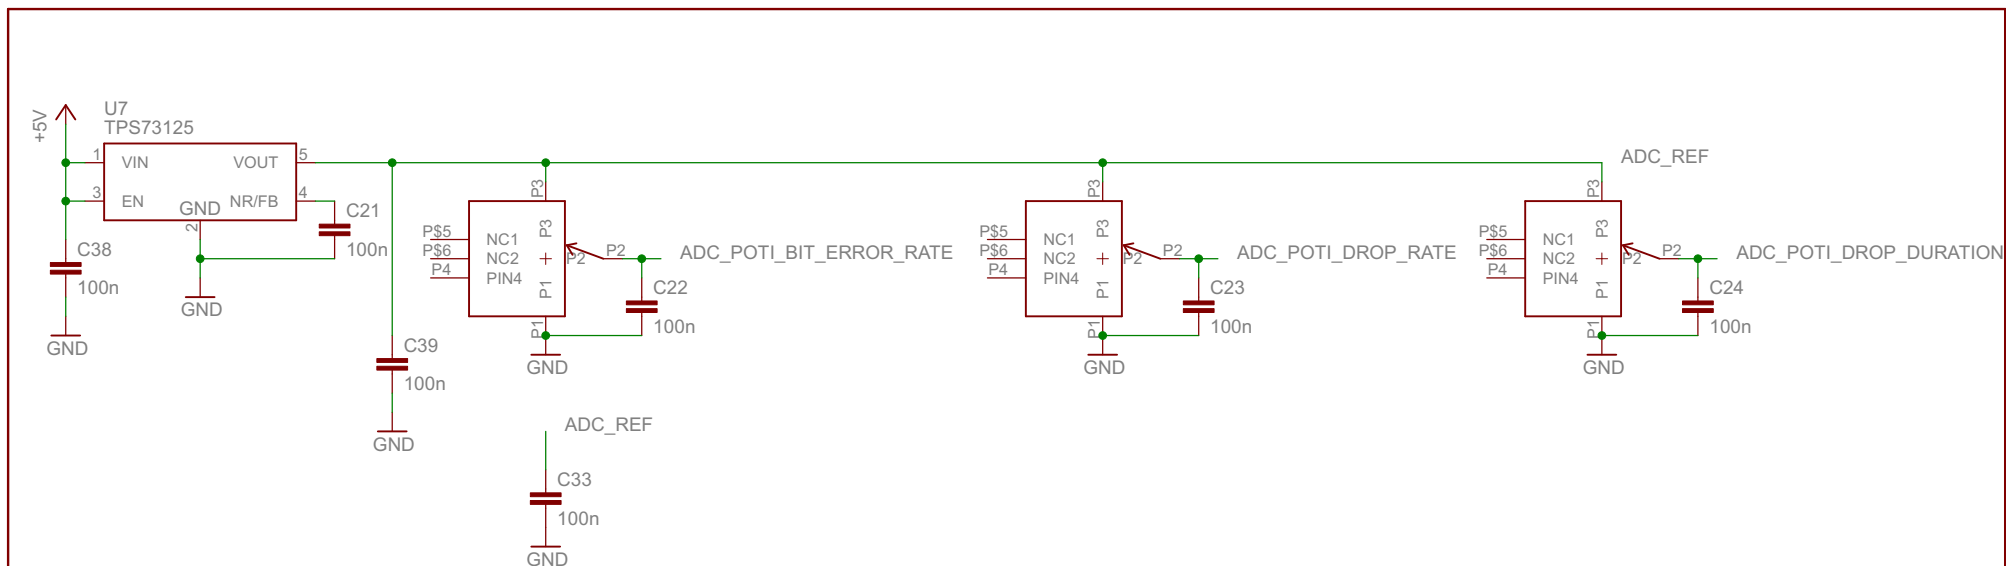 +5V
U7
TPS73125
1 VIN VOUT 5
3 EN NR/FB 4
GND
2
C21
100n
C38
100n
GND
GND
C39
100n
GND
P3
P$5 NC1
P$6 NC2
P4 PIN4
P3
P1
P2
P2
P1
ADC_POTI_BIT_ERROR_RATE
C22
100n
GND
P3
P$5 NC1
P$6 NC2
P4 PIN4
P3
P1
P2
P2
P1
ADC_POTI_DROP_RATE
C23
100n
GND
ADC_REF
P3
P$5 NC1
P$6 NC2
P4 PIN4
P3
P1
P2
P2
P1
ADC_POTI_DROP_DURATION
C24
100n
GND
ADC_REF
C33
100n
GND